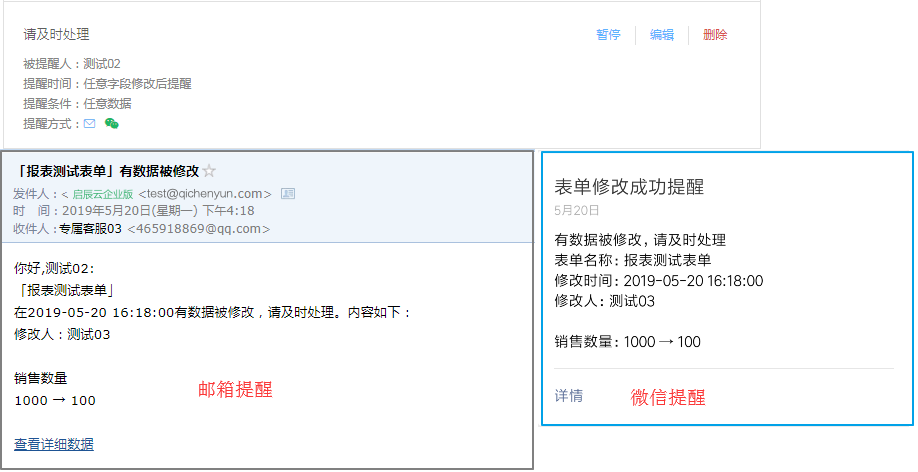 请及时处理
暂停 编辑 删除
被提醒人：测试02
提醒时间：任意字段修改后提醒
提醒条件：任意数据
提醒方式：
「报表测试表单」有数据被修改
发件人：< 启辰云企业版 <test@qichenyun.com>
时　间：2019年5月20日(星期一) 下午4:18
收件人：专属客服03 <465918869@qq.com>
你好,测试02:
「报表测试表单」
在2019-05-20 16:18:00有数据被修改，请及时处理。内容如下：
修改人：测试03
销售数量
1000 → 100
邮箱提醒
查看详细数据
表单修改成功提醒
5月20日
有数据被修改, 请及时处理
表单名称: 报表测试表单
修改时间: 2019-05-20 16:18:00
修改人: 测试03
销售数量: 1000 → 100
详情
微信提醒